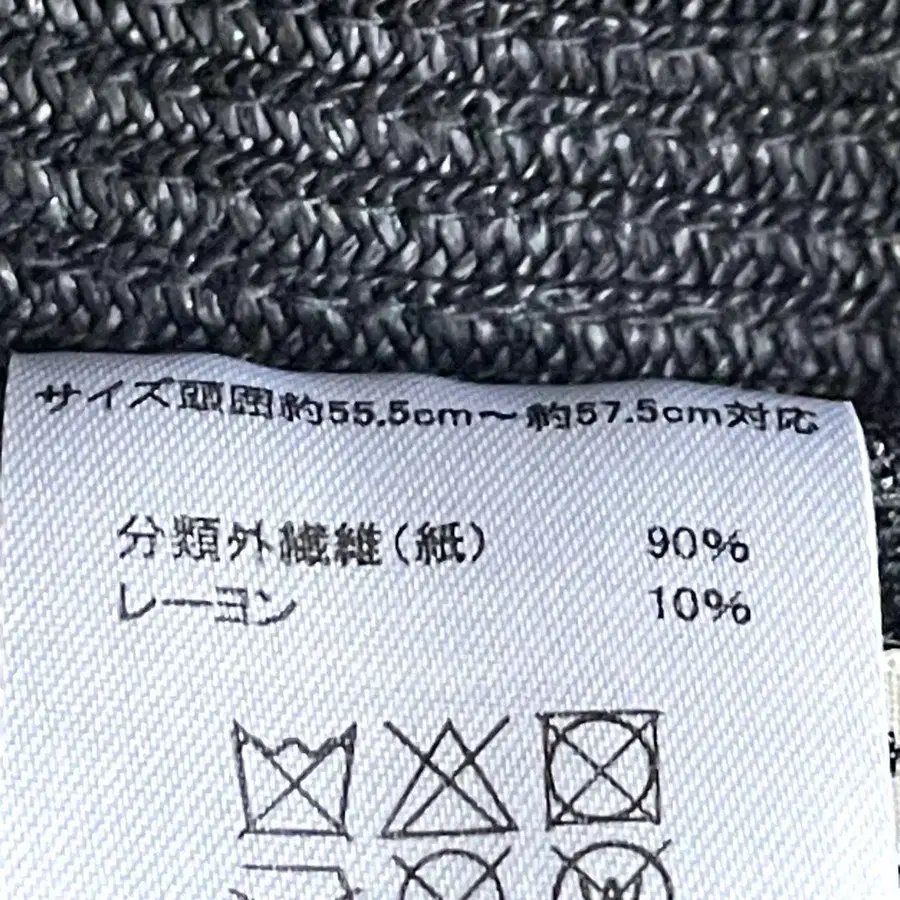 サイズ頭囲約55.5cm～約57.5cm対応
分類外繊維(紙) 90%
レーヨン 10%